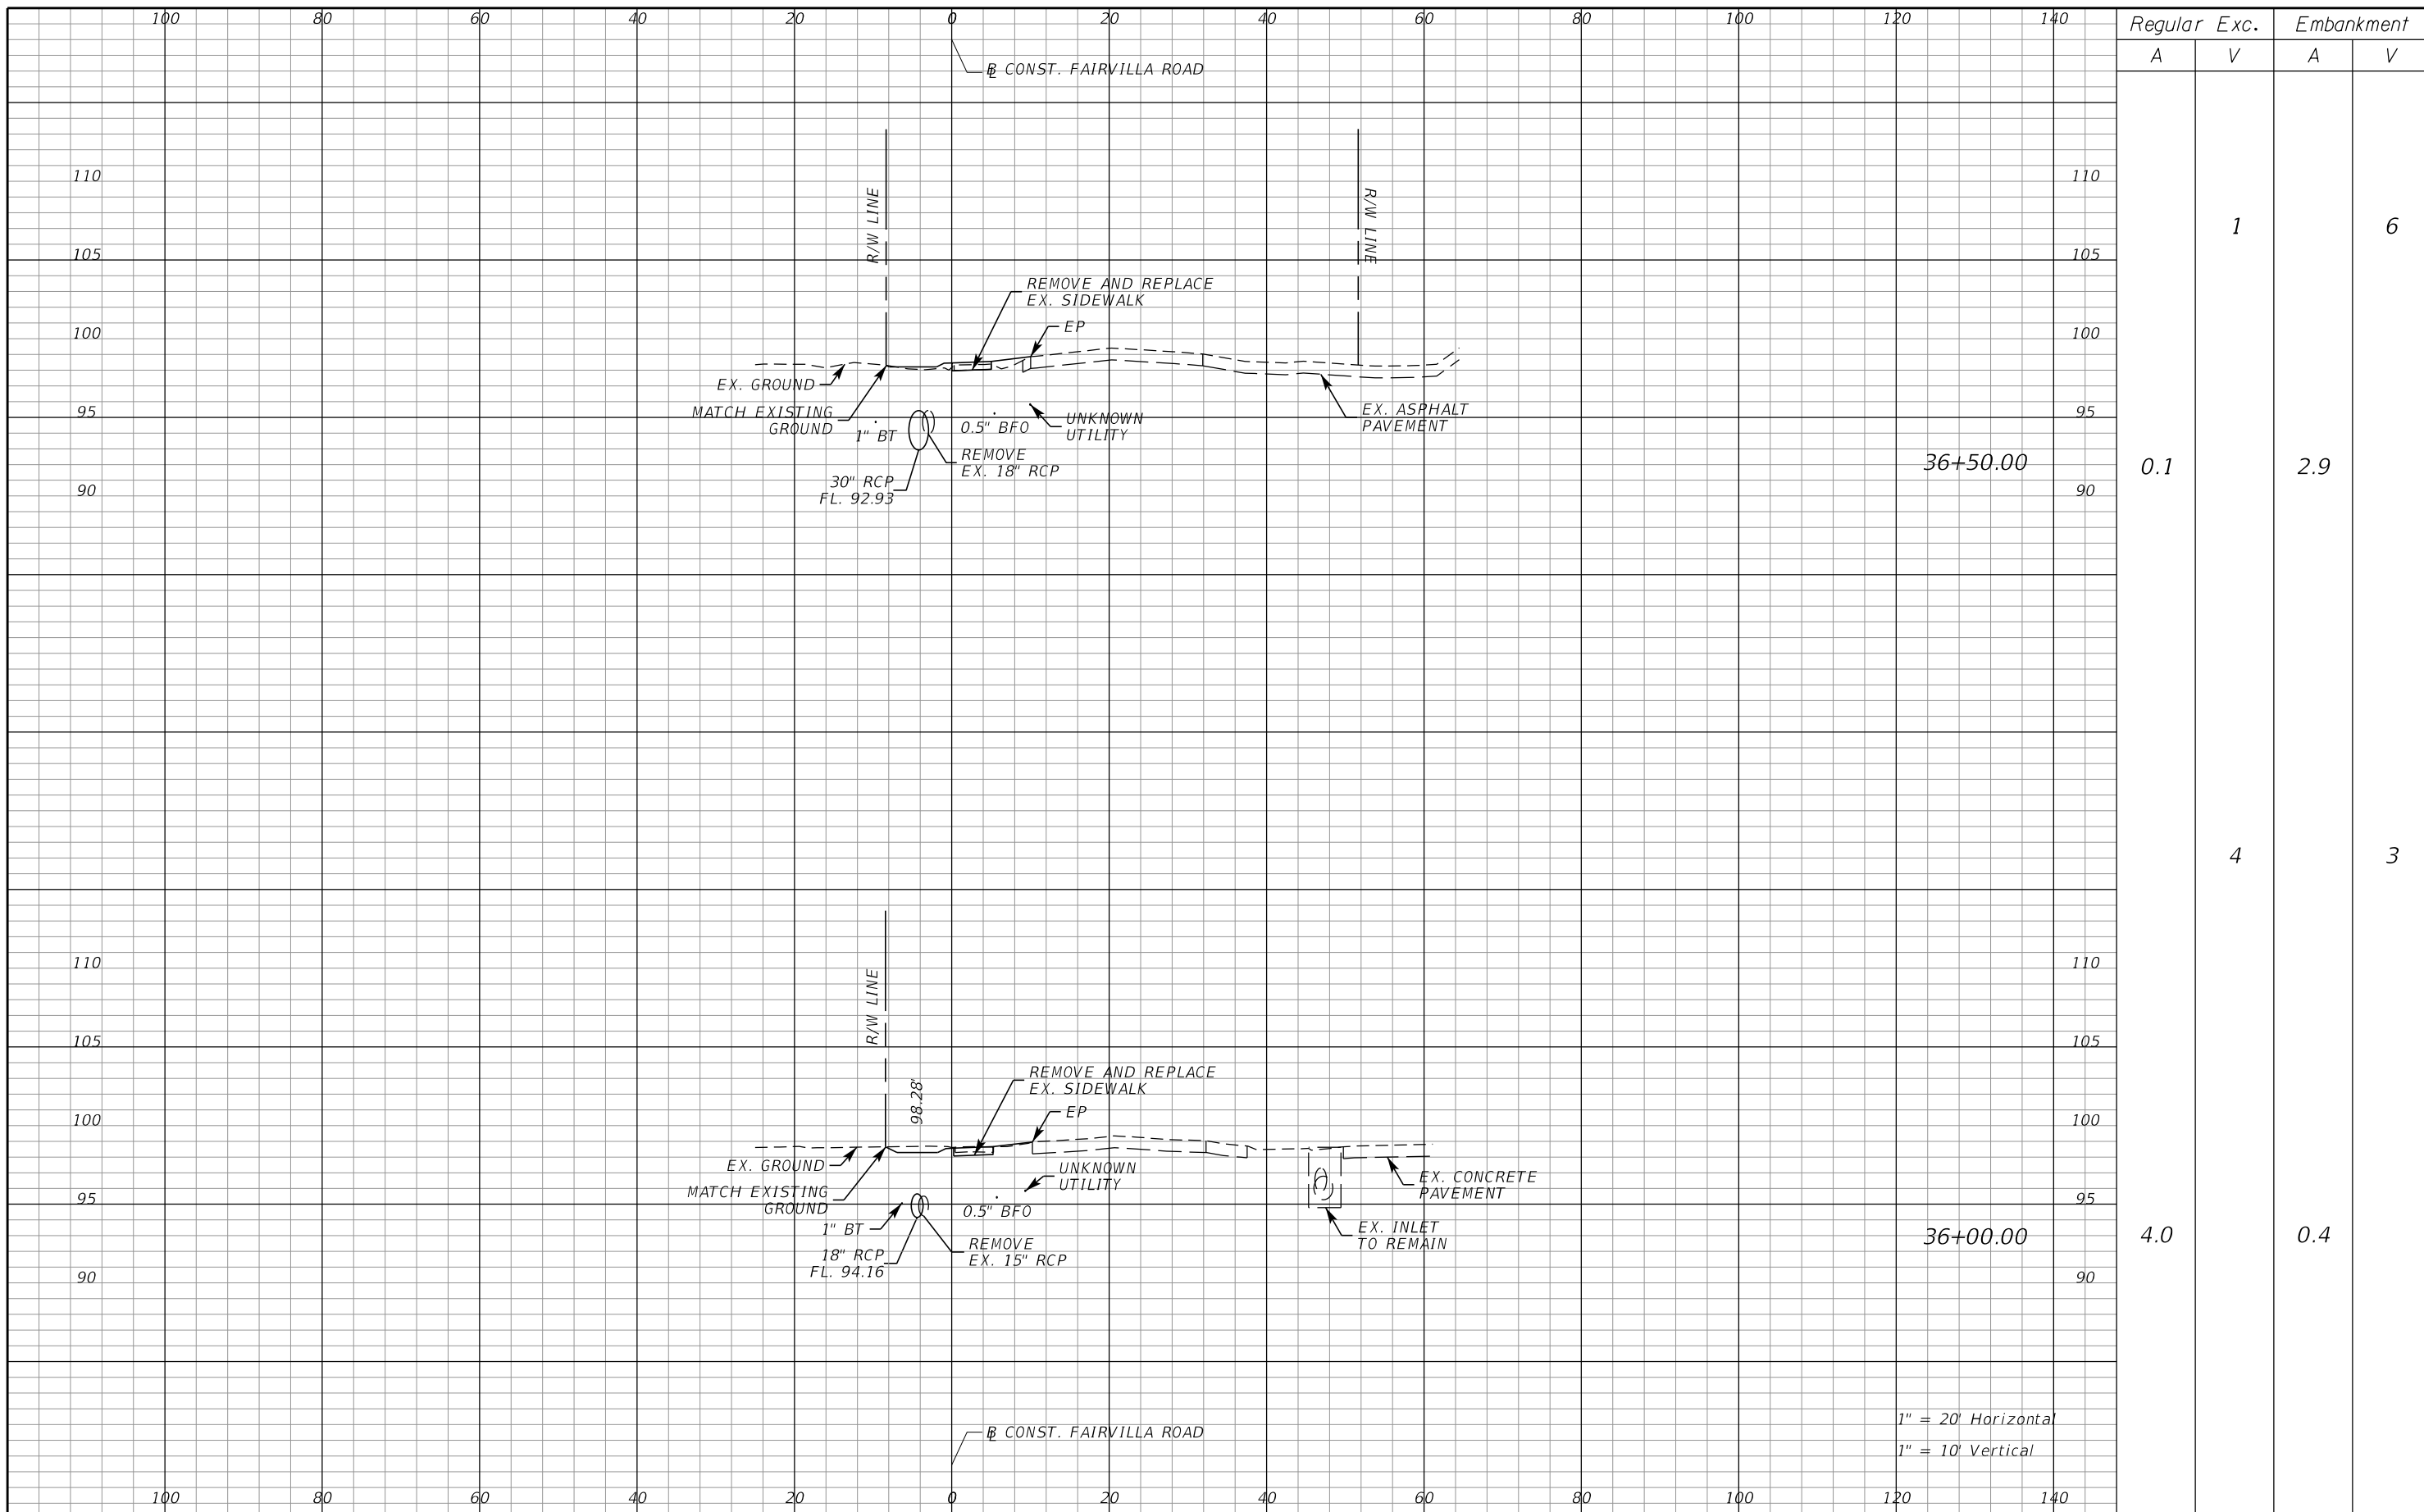 100 80 60 40 20 0 20 40 60 80 100 120 140
Regular Exc. Embankment
A V A V
℄ CONST. FAIRVILLA ROAD
110 110
R/W LINE
R/W LINE
1 6
105 105
REMOVE AND REPLACE
EX. SIDEWALK
EP
100 100
EX. GROUND
MATCH EXISTING
GROUND
95 95
1" BT
0.5" BFO
UNKNOWN
UTILITY
EX. ASPHALT
PAVEMENT
REMOVE
EX. 18" RCP
30" RCP
FL. 92.93
36+50.00 0.1 2.9
90 90
4 3
110 110
R/W LINE
105 105
98.28'
REMOVE AND REPLACE
EX. SIDEWALK
EP
100 100
EX. GROUND
UNKNOWN
UTILITY
EX. CONCRETE
PAVEMENT
MATCH EXISTING
GROUND
95 95
0.5" BFO
1" BT
EX. INLET
TO REMAIN
REMOVE
EX. 15" RCP
18" RCP
FL. 94.16
36+00.00 4.0 0.4
90 90
1" = 20' Horizontal
℄ CONST. FAIRVILLA ROAD
1" = 10' Vertical
100 80 60 40 20 0 20 40 60 80 100 120 140